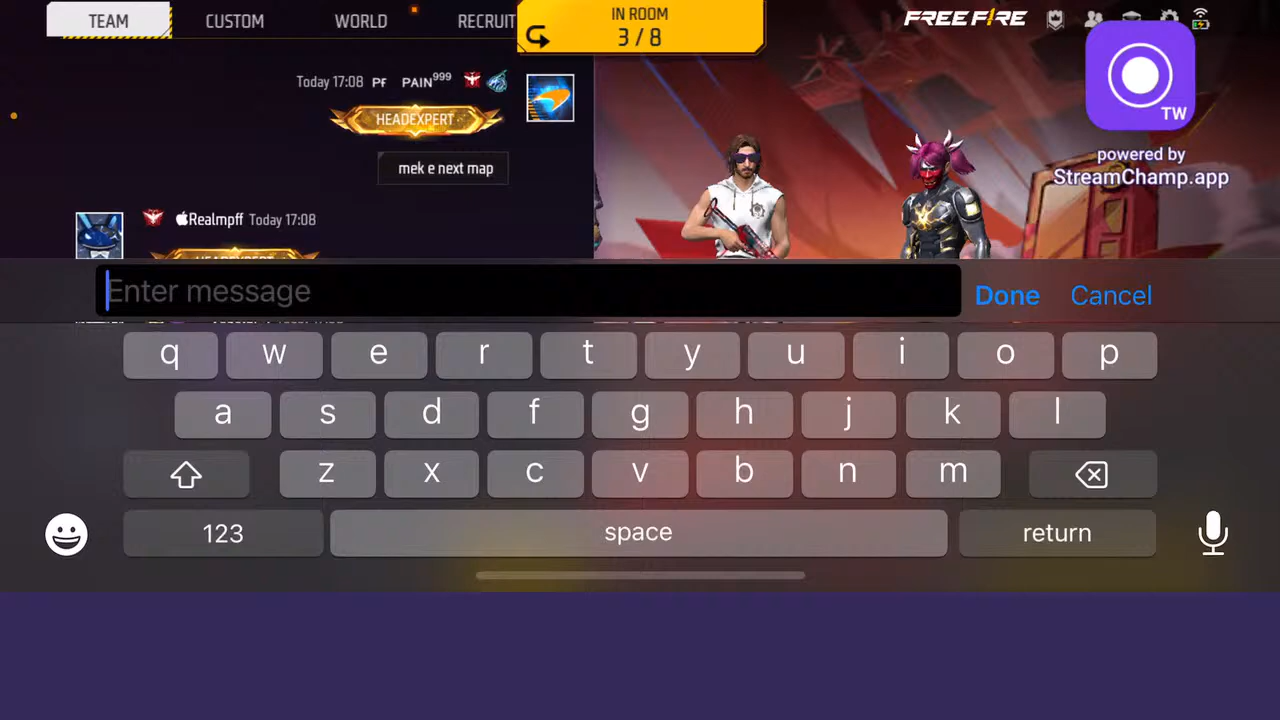 TEAM
CUSTOM
WORLD
RECRUIT
IN ROOM
3 / 8
FREE FIRE
Today 17:08 PF PAIN999
HEADEXPERT
mek e next map
Realmpff Today 17:08
HEADEXPERT
TW
powered by
StreamChamp.app
Enter message
Done
Cancel
q w e r t y u i o p
a s d f g h j k l
z x c v b n m
123
space
return